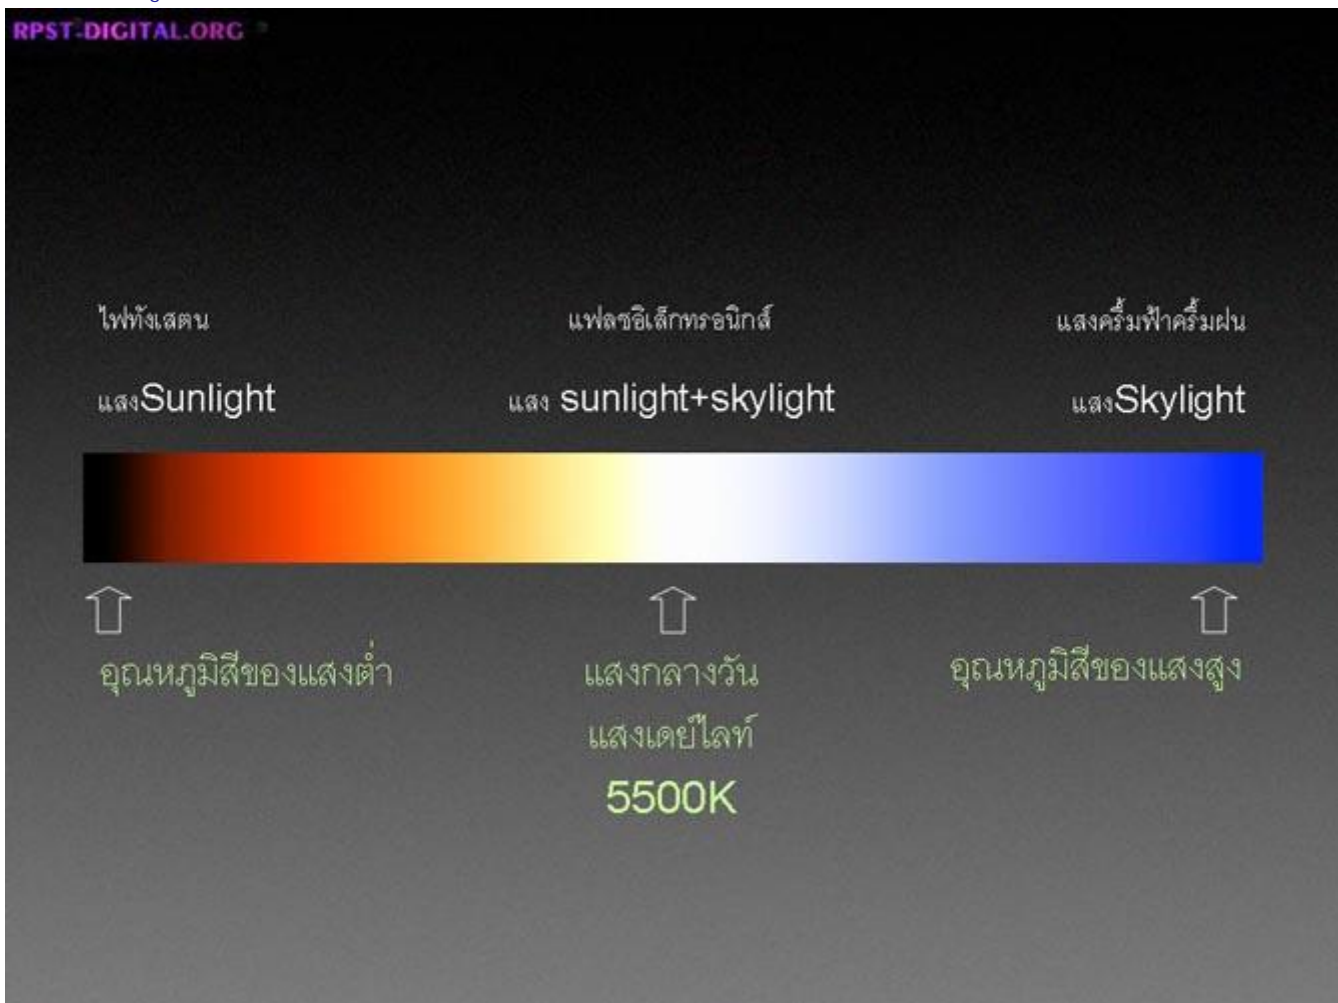 RPST-DIGITAL.ORG
ไฟทังเสตน
แฟลซอิเล็กทรอนิกส์
แสงครึ้มฟ้าครึ้มฝน
แสงSunlight
แสง sunlight+skylight
แสงSkylight
อุณหภูมิสีของแสงต่ำ
แสงกลางวัน
อุณหภูมิสีของแสงสูง
แสงเดย์ไลท์
5500K